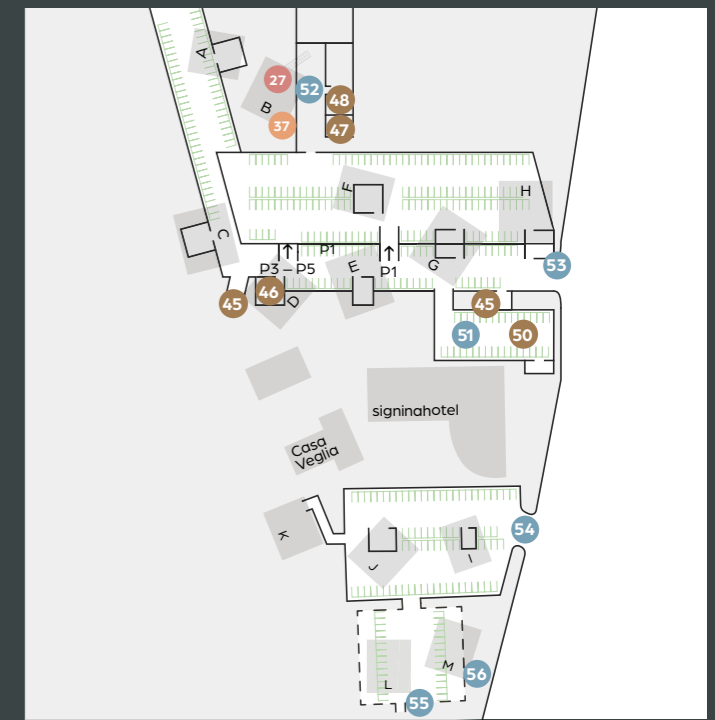 A
27
52
B
48
37
47
F
H
C
P1
P3 – P5
E
P1
G
53
45
46
D
45
51
50
signinahotel
Casa
Veglia
K
54
J
I
L
M
56
55